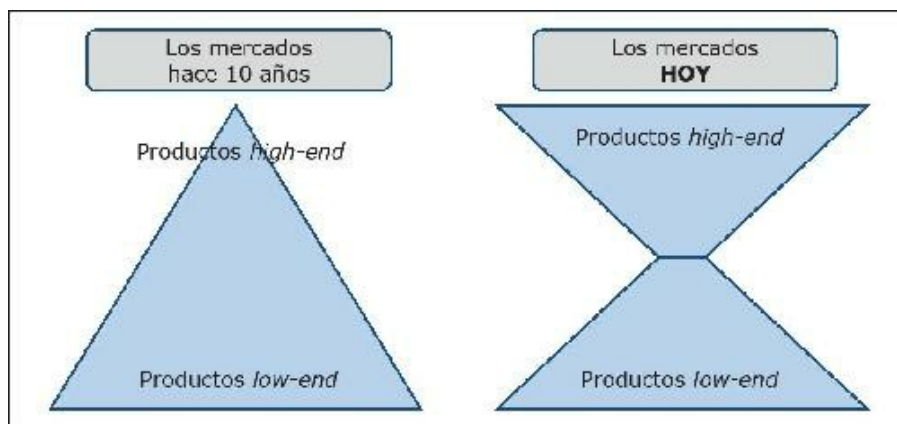 Los mercados
hace 10 años
Productos high-end
Productos low-end
Los mercados
HOY
Productos high-end
Productos low-end